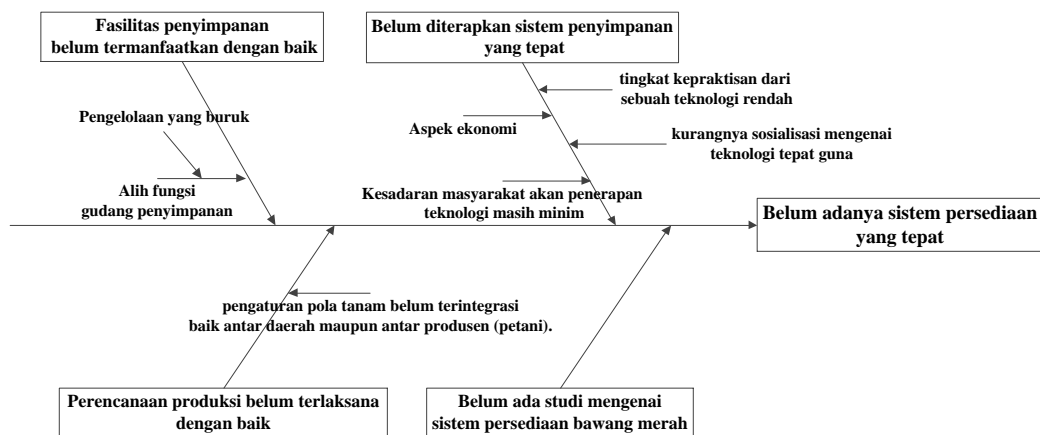 Fasilitas penyimpanan
belum termanfaatkan dengan baik
Belum diterapkan sistem penyimpanan
yang tepat
tingkat kepraktisan dari
sebuah teknologi rendah
Pengelolaan yang buruk
Aspek ekonomi
kurangnya sosialisasi mengenai
teknologi tepat guna
Alih fungsi
gudang penyimpanan
Kesadaran masyarakat akan penerapan
teknologi masih minim
Belum adanya sistem persediaan
yang tepat
pengaturan pola tanam belum terintegrasi
baik antar daerah maupun antar produsen (petani).
Perencanaan produksi belum terlaksana
dengan baik
Belum ada studi mengenai
sistem persediaan bawang merah